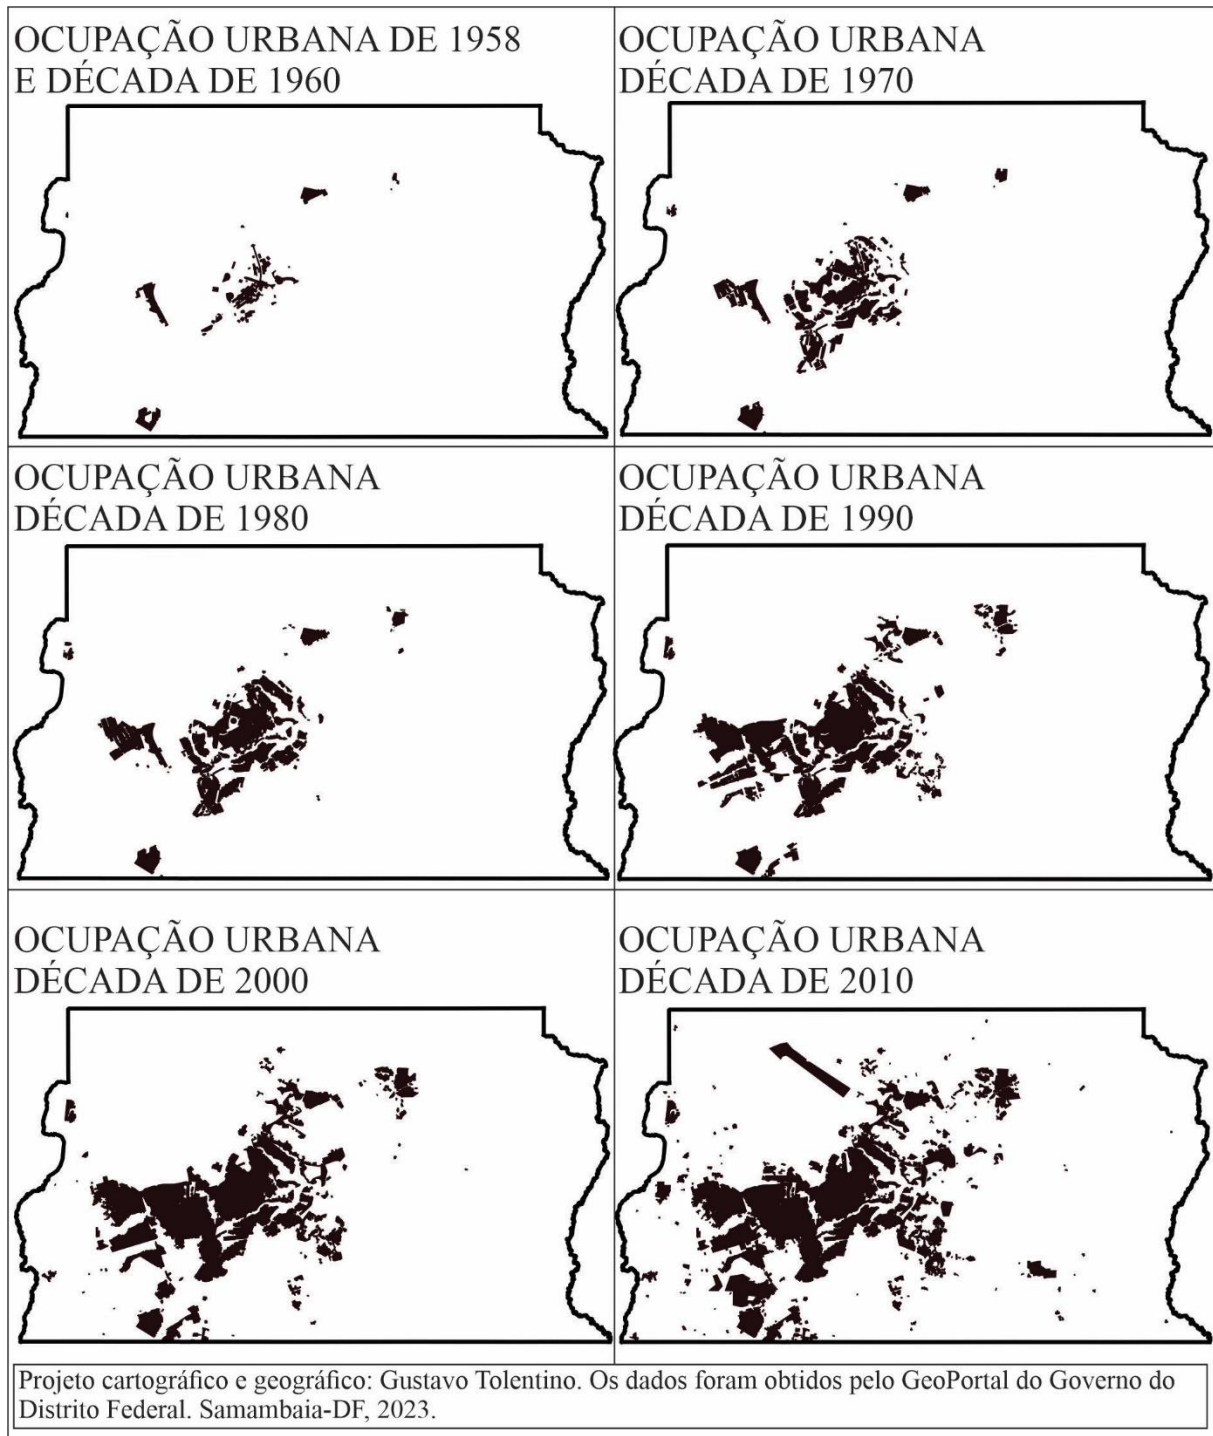 OCUPAÇÃO URBANA DE 1958
E DÉCADA DE 1960
OCUPAÇÃO URBANA
DÉCADA DE 1970
OCUPAÇÃO URBANA
DÉCADA DE 1980
OCUPAÇÃO URBANA
DÉCADA DE 1990
OCUPAÇÃO URBANA
DÉCADA DE 2000
OCUPAÇÃO URBANA
DÉCADA DE 2010
Projeto cartográfico e geográfico: Gustavo Tolentino. Os dados foram obtidos pelo GeoPortal do Governo do
Distrito Federal. Samambaia-DF, 2023.